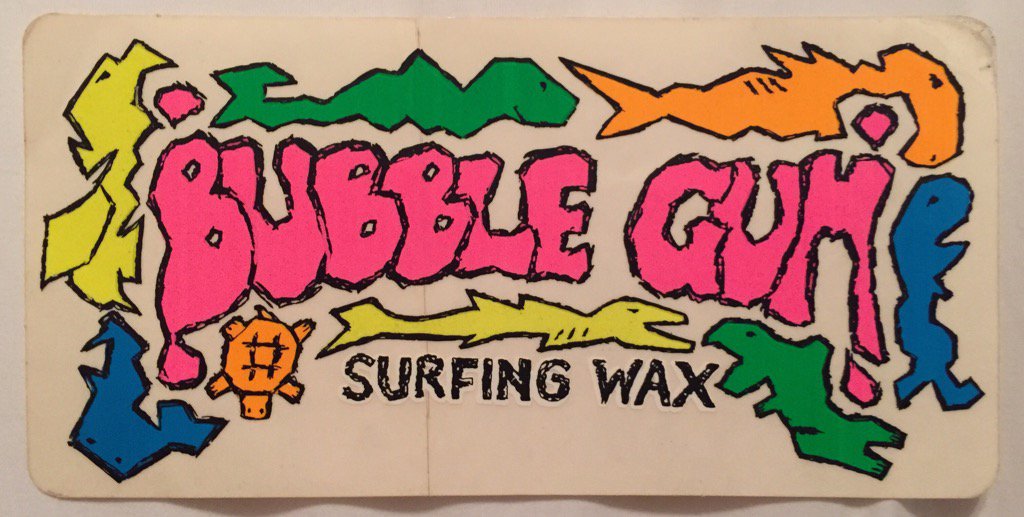 BUBBLE GUM
SURFING WAX